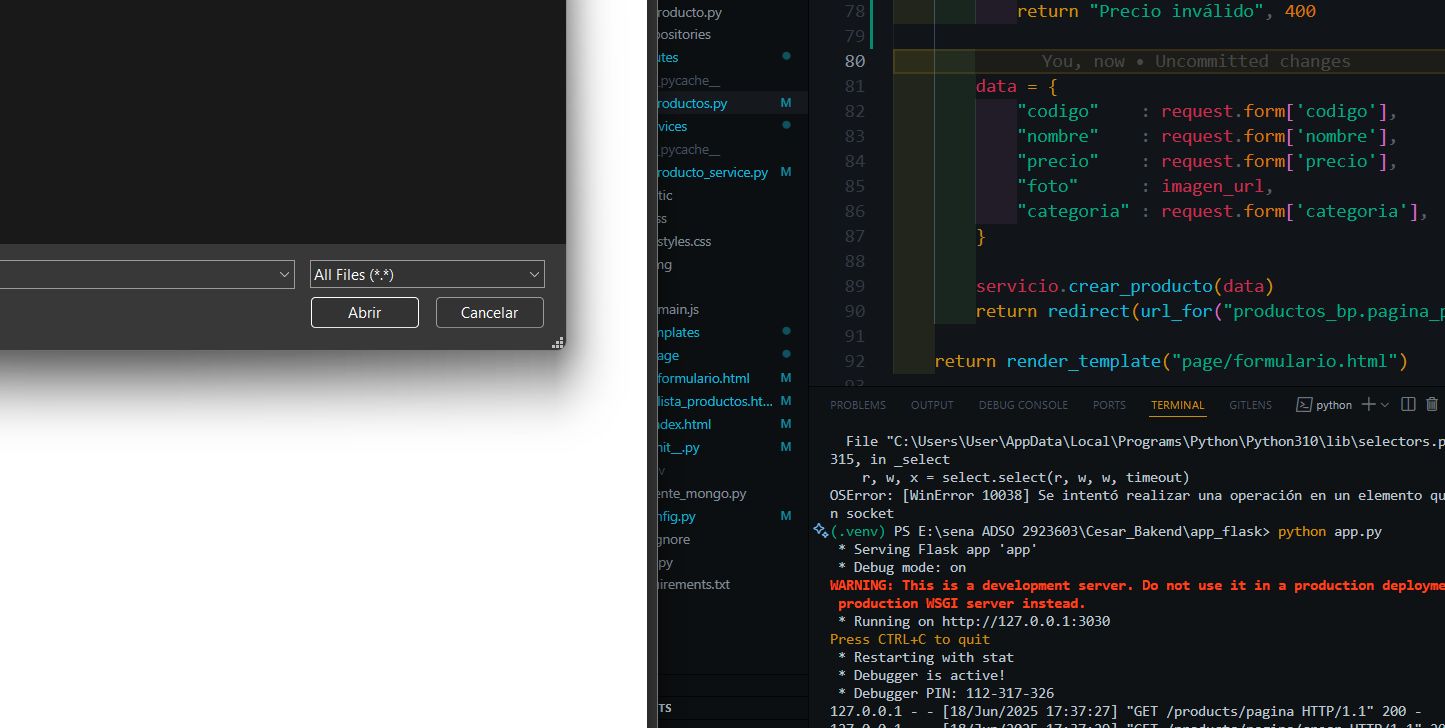 All Files (*.*)
Abrir
Cancelar
roducto.py
ositories
utes
_pycache__
roductos.py M
vices
_pycache__
roducto_service.py M
tic
ss
styles.css
mg
main.js
mplates
age
formulario.html M
lista_productos.ht... M
ndex.html M
nit__.py M
v
ente_mongo.py
nfig.py M
gnore
py
uirements.txt
TS
78 return "Precio inválido", 400
79
80 You, now • Uncommitted changes
81 data = {
82 "codigo" : request.form['codigo'],
83 "nombre" : request.form['nombre'],
84 "precio" : request.form['precio'],
85 "foto" : imagen_url,
86 "categoria" : request.form['categoria'],
87 }
88
89 servicio.crear_producto(data)
90 return redirect(url_for("productos_bp.pagina_p
91
92 return render_template("page/formulario.html")
93
PROBLEMS OUTPUT DEBUG CONSOLE PORTS TERMINAL GITLENS python
File "C:\Users\User\AppData\Local\Programs\Python\Python310\lib\selectors.p
315, in _select
r, w, x = select.select(r, w, w, timeout)
OSError: [WinError 10038] Se intentó realizar una operación en un elemento qu
n socket
(.venv) PS E:\sena ADSO 2923603\Cesar_Bakend\app_flask> python app.py
* Serving Flask app 'app'
* Debug mode: on
WARNING: This is a development server. Do not use it in a production deployme
production WSGI server instead.
* Running on http://127.0.0.1:3030
Press CTRL+C to quit
* Restarting with stat
* Debugger is active!
* Debugger PIN: 112-317-326
127.0.0.1 - - [18/Jun/2025 17:37:27] "GET /products/pagina HTTP/1.1" 200 -